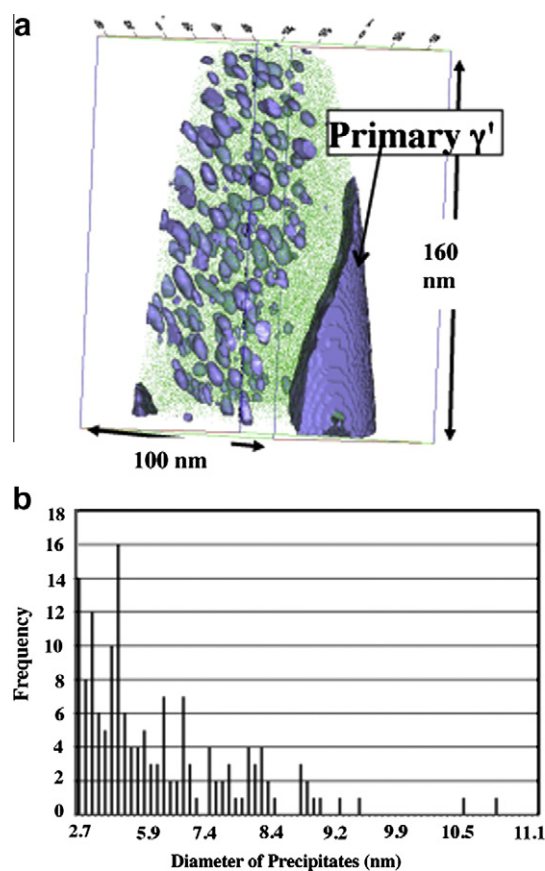 a
Primary γ'
160
nm
100 nm
b
18
16
14
12
10
8
6
4
2
0
Frequency
2.7 5.9 7.4 8.4 9.2 9.9 10.5 11.1
Diameter of Precipitates (nm)